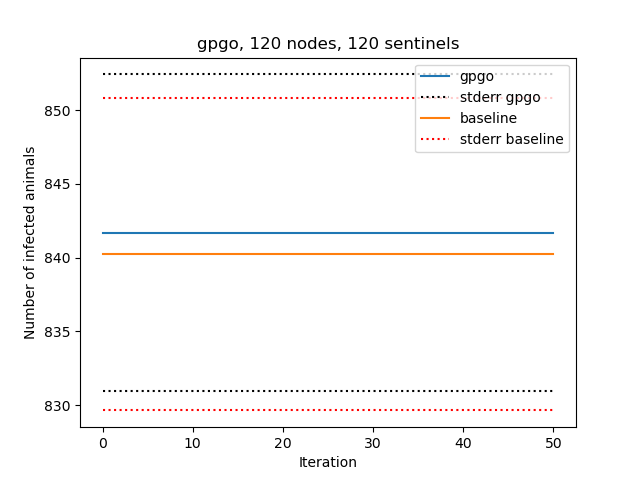 gpgo, 120 nodes, 120 sentinels
gpgo
stderr gpgo
baseline
stderr baseline
850
845
840
835
830
Number of infected animals
0 10 20 30 40 50
Iteration